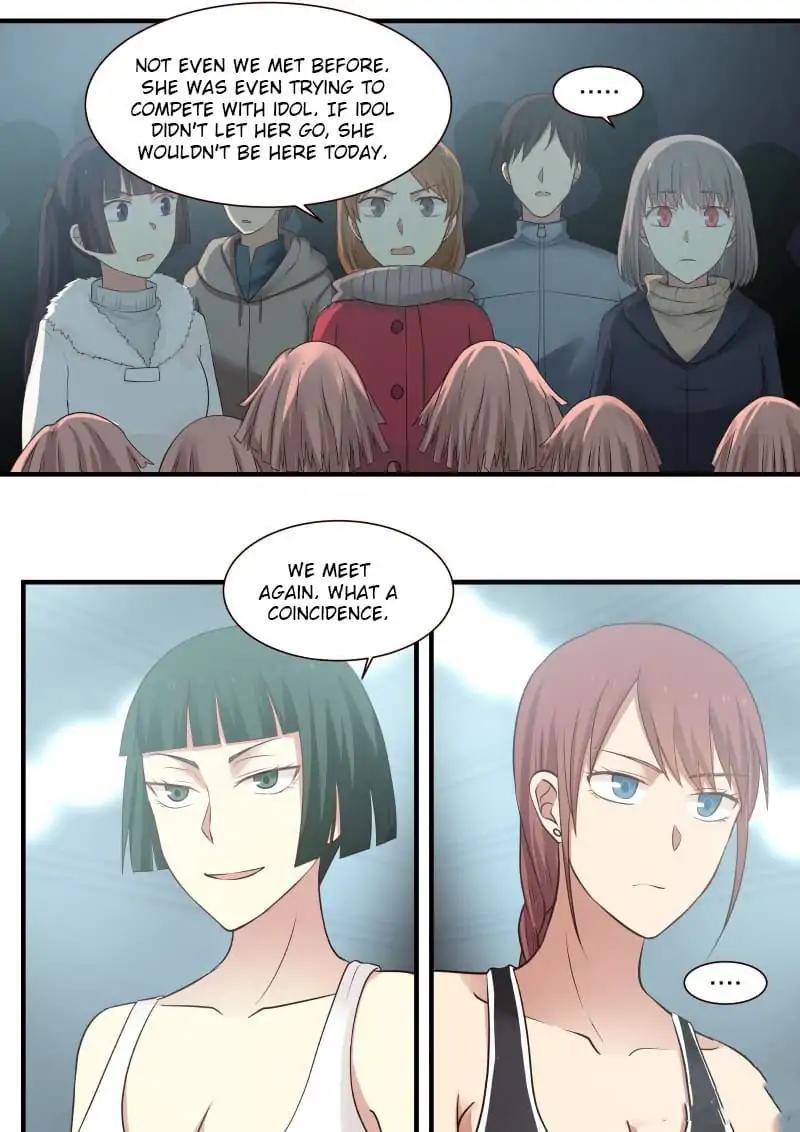 NOT EVEN WE MET BEFORE.
SHE WAS EVEN TRYING TO
COMPETE WITH IDOL. IF IDOL
DIDN'T LET HER GO, SHE
WOULDN'T BE HERE TODAY.
.....
WE MEET
AGAIN. WHAT A
COINCIDENCE.
....